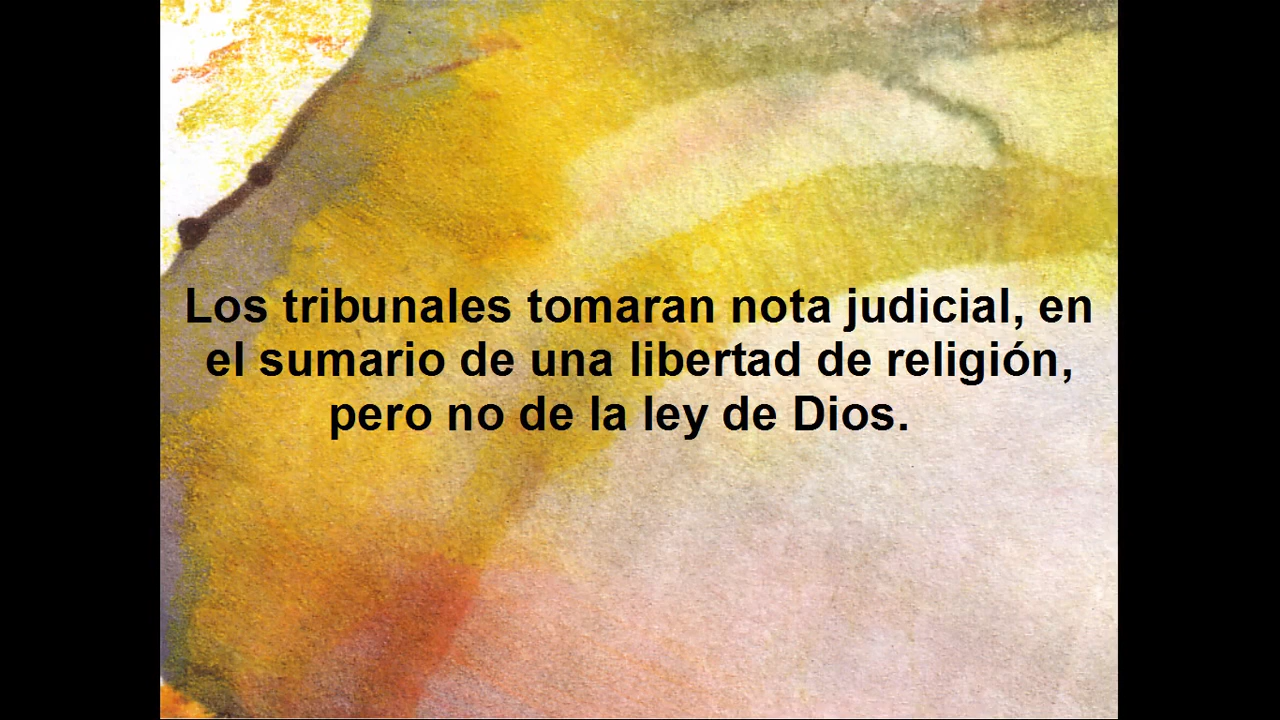 Los tribunales tomaran nota judicial, en
el sumario de una libertad de religión,
pero no de la ley de Dios.